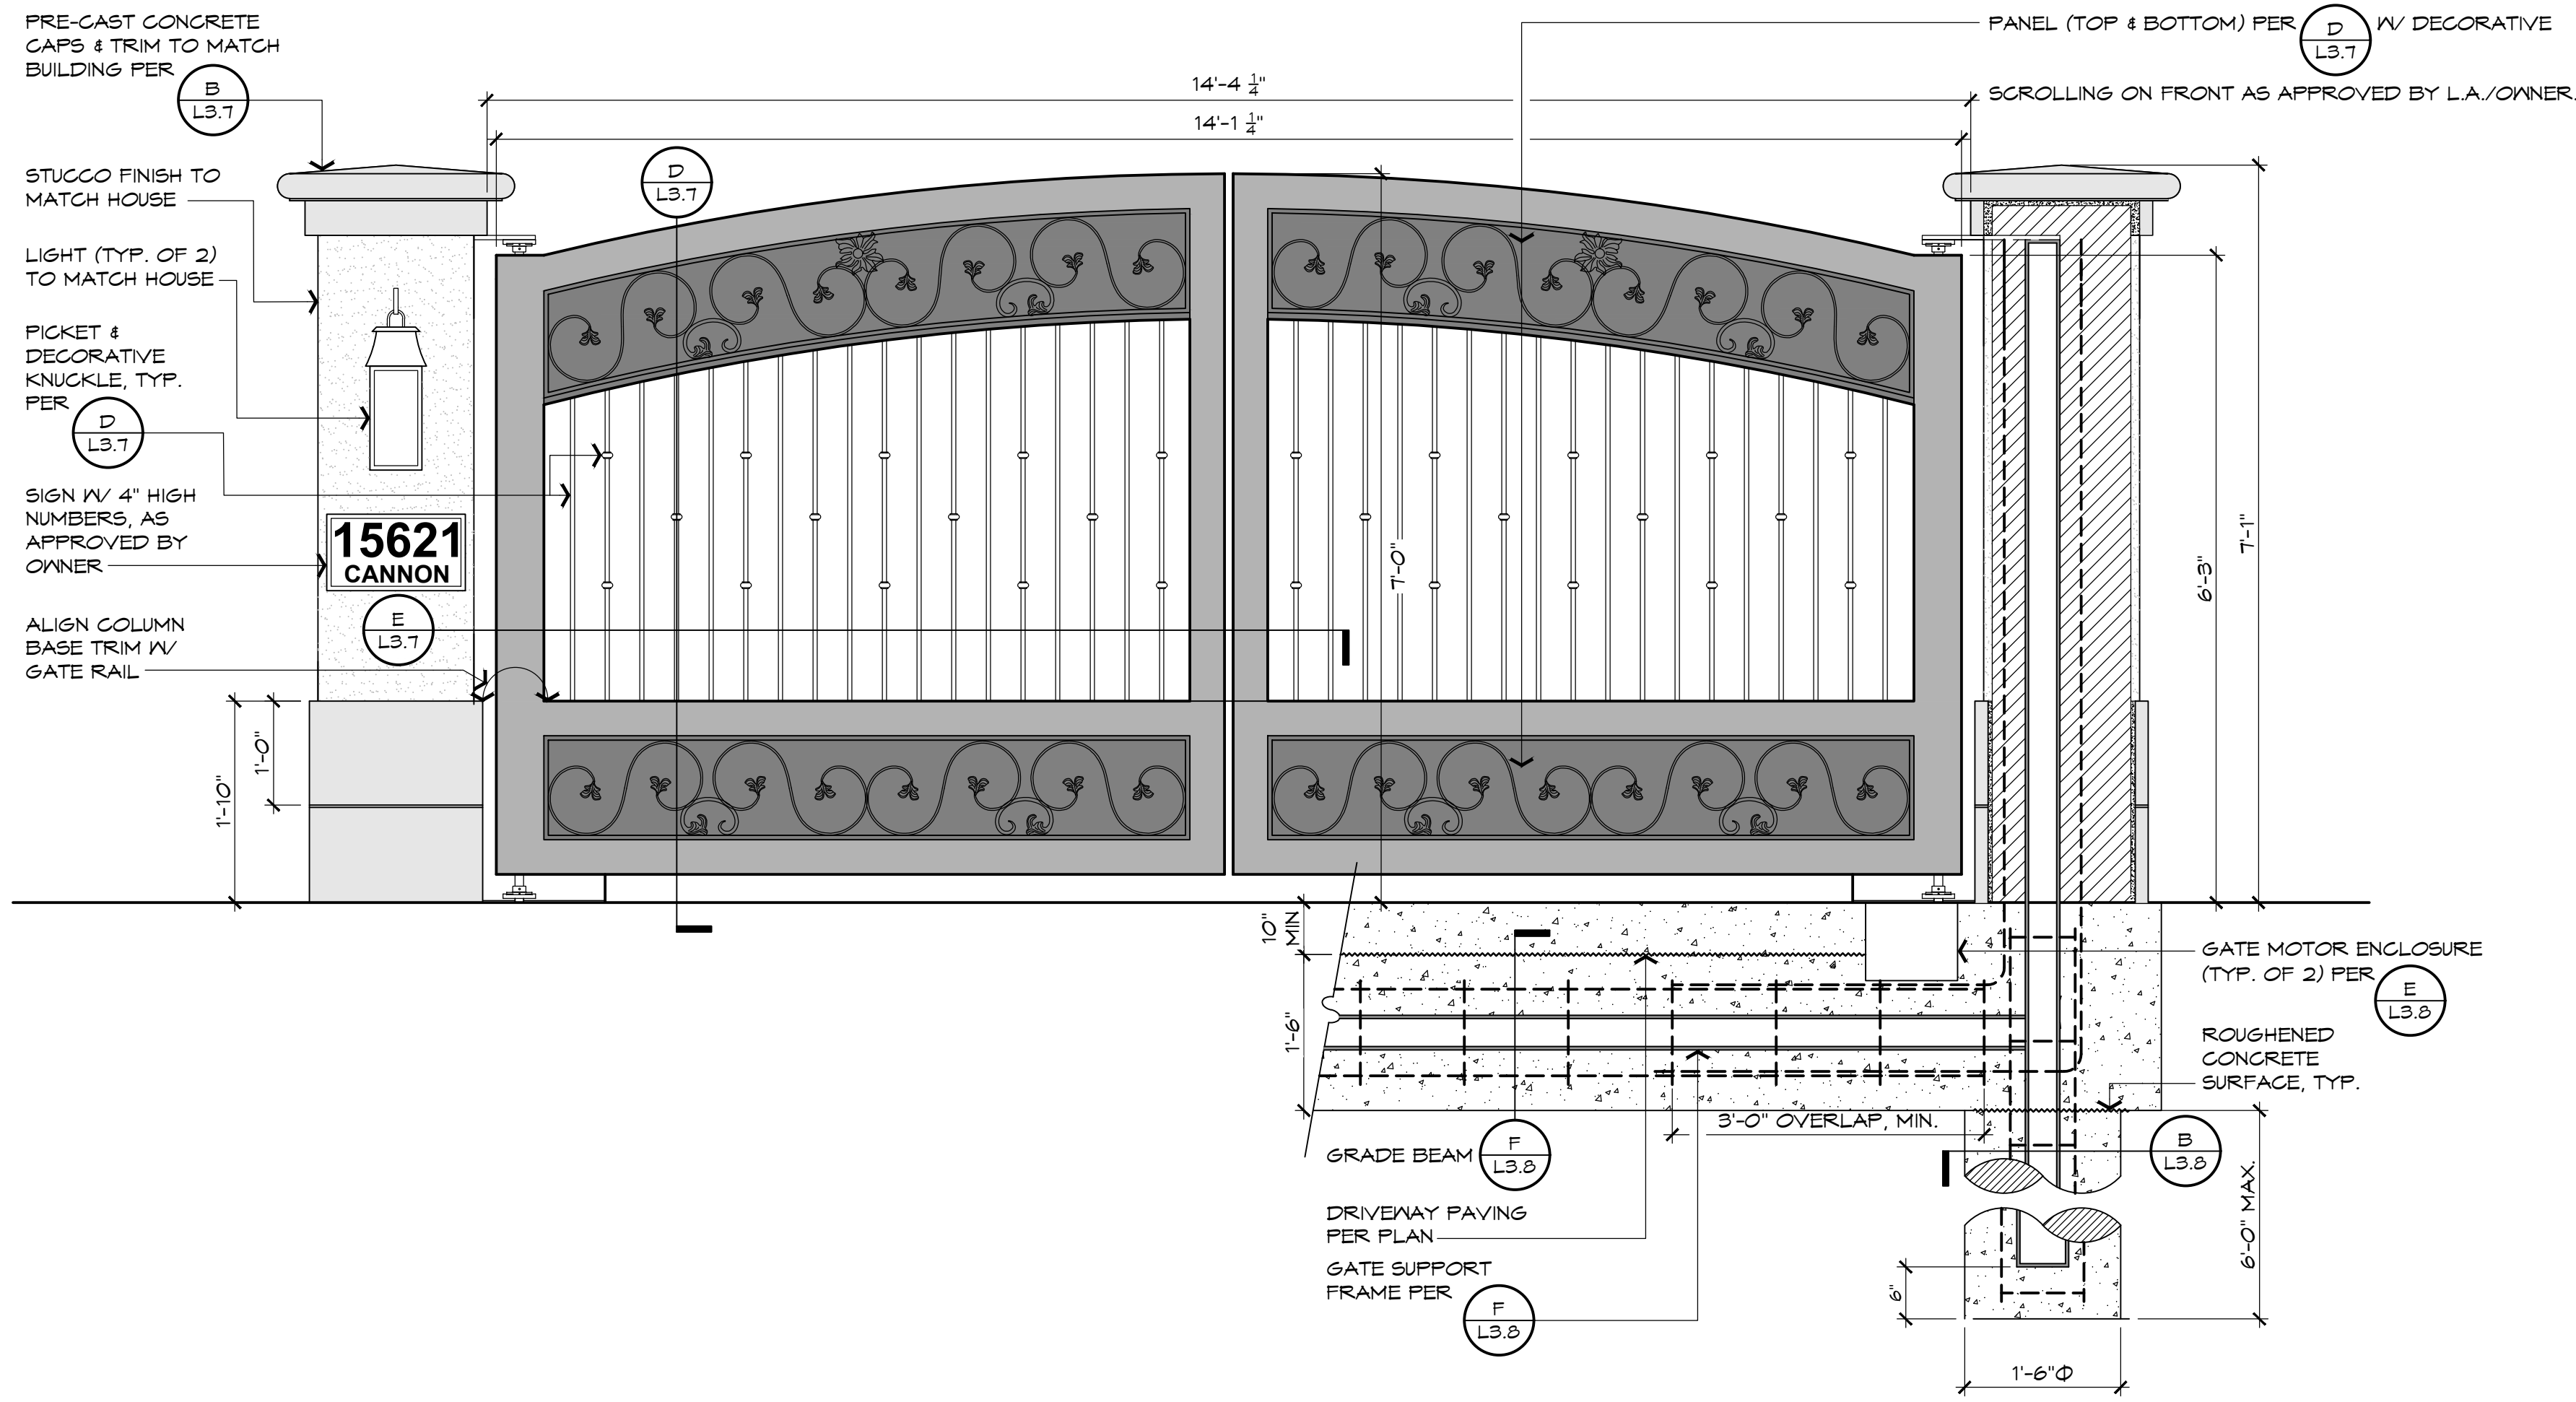 PRE-CAST CONCRETE
CAPS & TRIM TO MATCH
BUILDING PER
B
L3.7
STUCCO FINISH TO
MATCH HOUSE
LIGHT (TYP. OF 2)
TO MATCH HOUSE
PICKET &
DECORATIVE
KNUCKLE, TYP.
PER
D
L3.7
SIGN W/ 4" HIGH
NUMBERS, AS
APPROVED BY
OWNER
ALIGN COLUMN
BASE TRIM W/
GATE RAIL
15621
CANNON
E
L3.7
1'-10"
1'-0"
D
L3.7
14'-4 1/4"
14'-1 1/4"
PANEL (TOP & BOTTOM) PER
D
L3.7
W/ DECORATIVE
SCROLLING ON FRONT AS APPROVED BY L.A./OWNER.
7'-0"
6'-3"
7'-1"
10"
MIN
1'-6"
GATE MOTOR ENCLOSURE
(TYP. OF 2) PER
E
L3.8
ROUGHENED
CONCRETE
SURFACE, TYP.
3'-0" OVERLAP, MIN.
GRADE BEAM
F
L3.8
B
L3.8
DRIVEWAY PAVING
PER PLAN
GATE SUPPORT
FRAME PER
F
L3.8
6'-0" MAX.
6"
1'-6"Φ